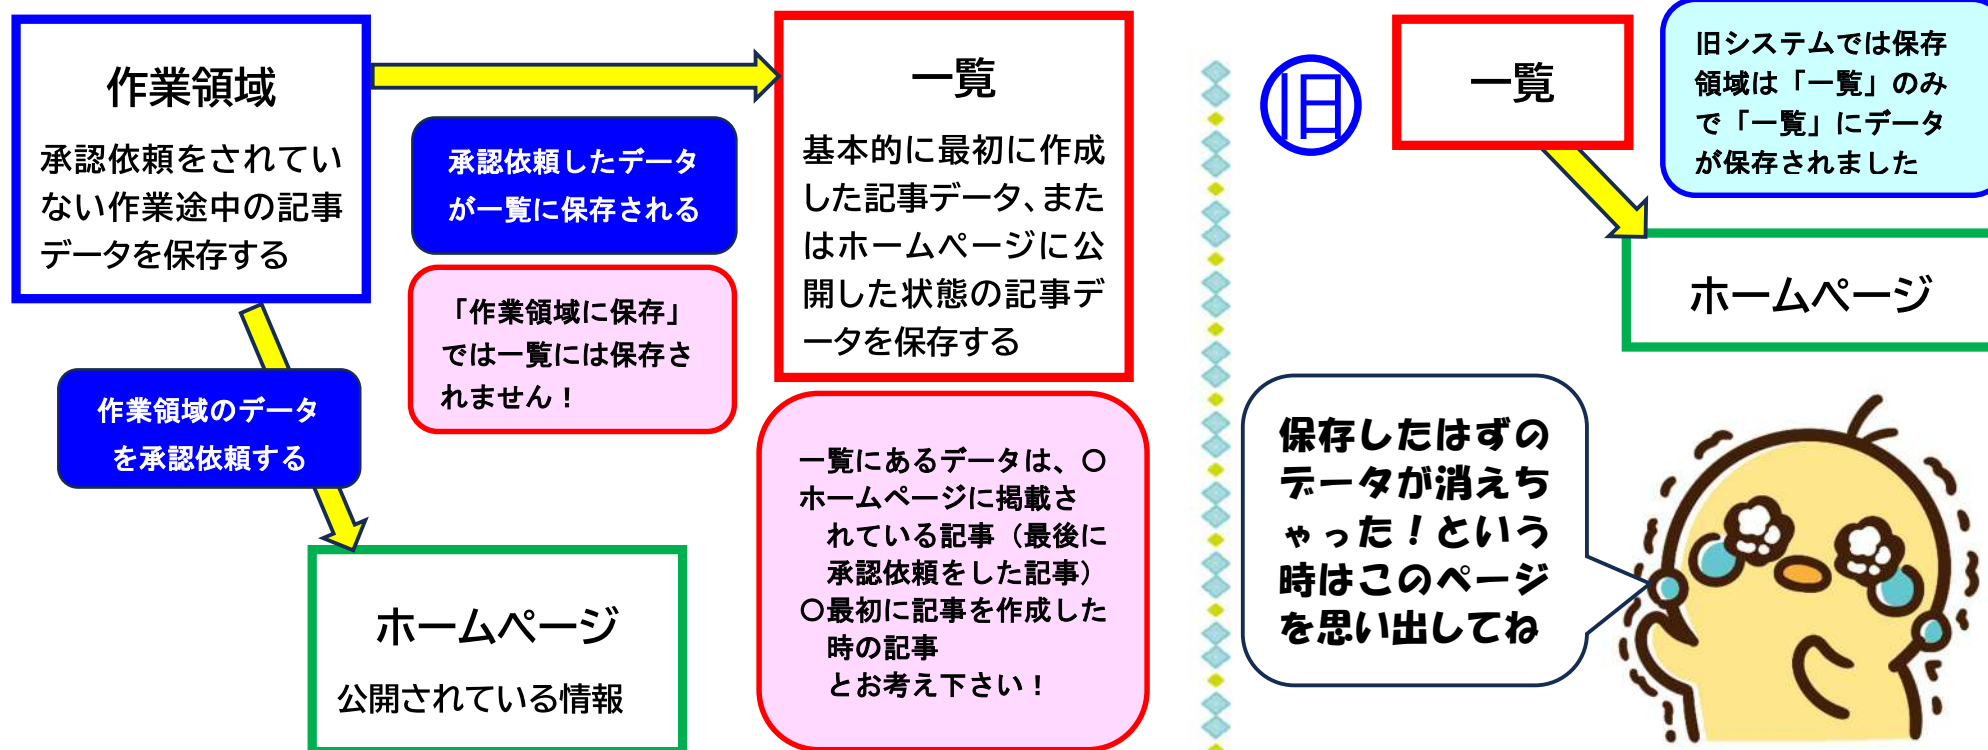 作業領域
承認依頼をされてい
ない作業途中の記事
データを保存する
承認依頼したデータ
が一覧に保存される
「作業領域に保存」
では一覧には保存さ
れません！
作業領域のデータ
を承認依頼する
ホームページ
公開されている情報
一覧
基本的に最初に作成
した記事データ、また
はホームページに公
開した状態の記事デ
ータを保存する
一覧にあるデータは、〇
ホームページに掲載さ
れている記事（最後に
承認依頼をした記事）
〇最初に記事を作成した
時の記事
とお考え下さい！
旧
一覧
旧システムでは保存
領域は「一覧」のみ
で「一覧」にデータ
が保存されました
ホームページ
保存したはずの
データが消えち
ゃった！という
時はこのページ
を思い出してね